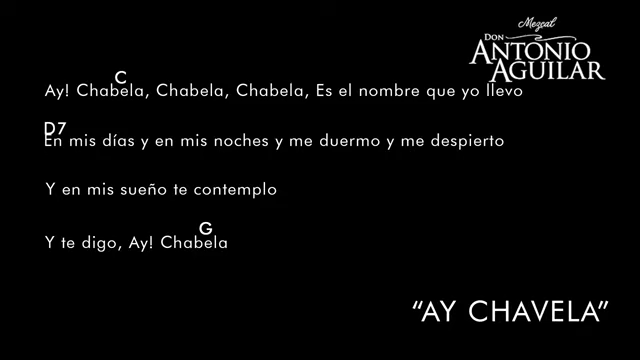 Mezcal
DON
ANTONIO
AGUILAR
C
Ay! Chabela, Chabela, Chabela, Es el nombre que yo llevo
D7
En mis días y en mis noches y me duermo y me despierto
Y en mis sueño te contemplo
G
Y te digo, Ay! Chabela
“AY CHAVELA”